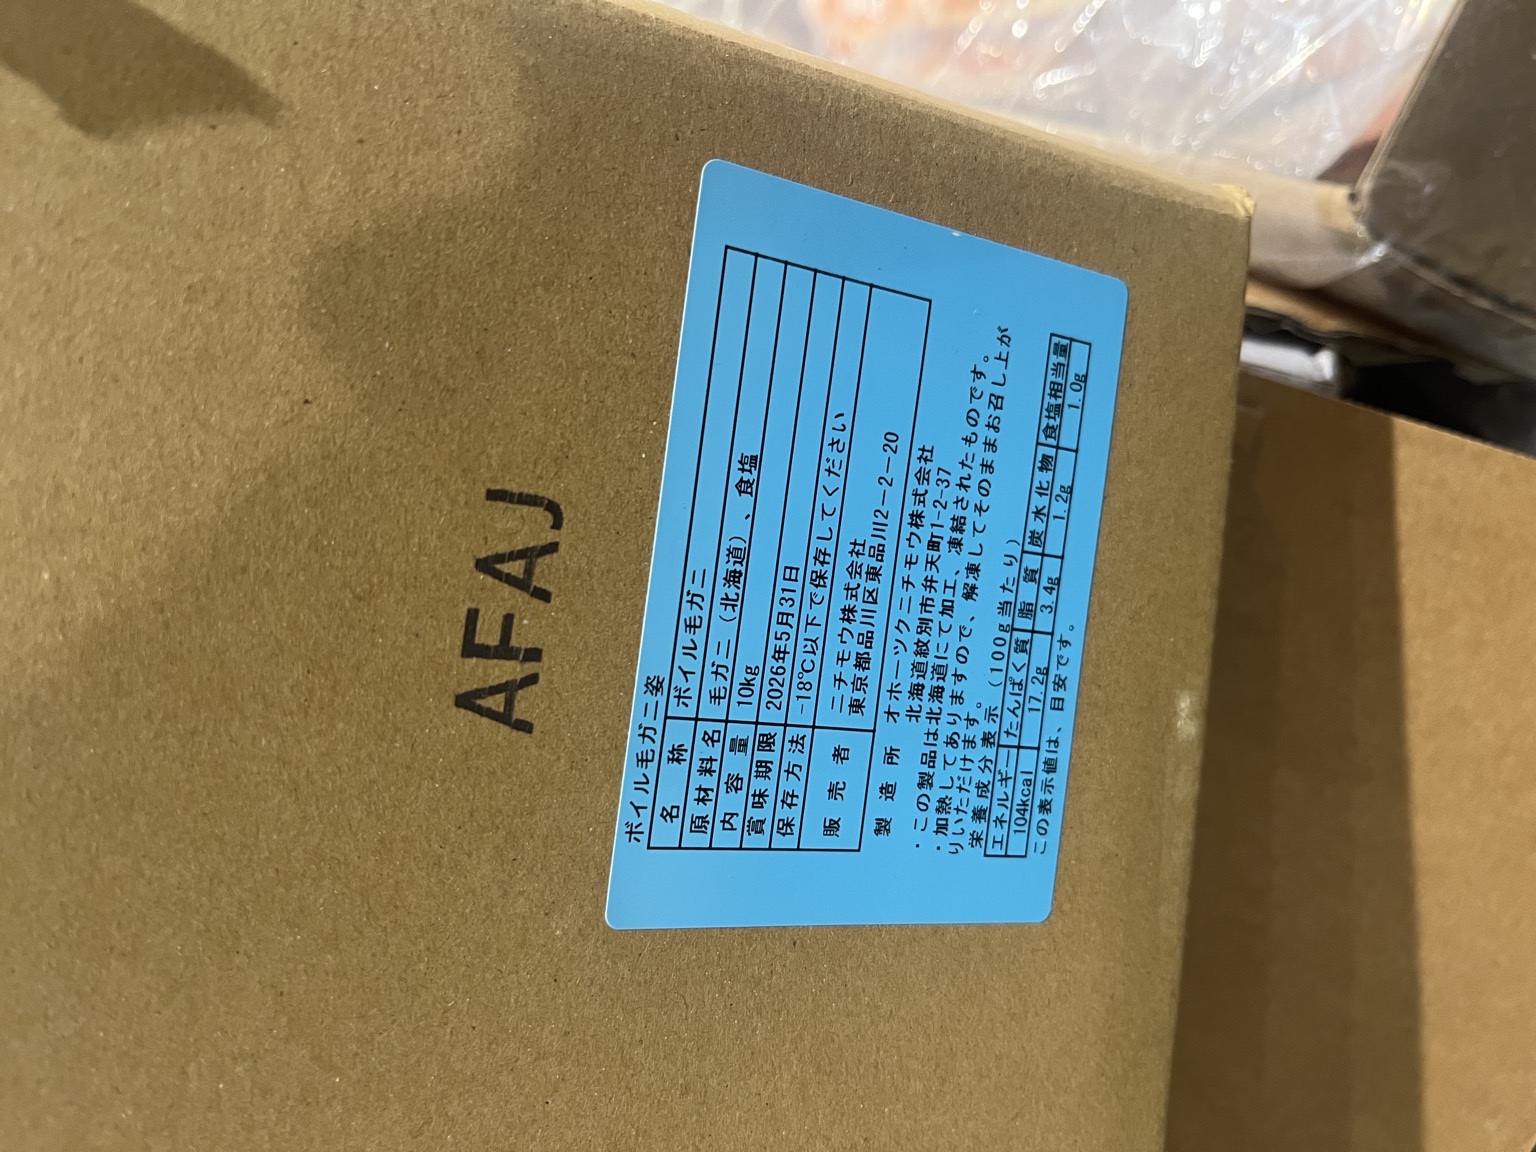 AFAJ
ボイル毛ガニ姿
名称 ボイル毛ガニ
原材料名 毛ガニ（北海道）、食塩
内容量 10kg
賞味期限 2026年5月31日
保存方法 -18℃以下で保存してください
販売者 ニチモウ株式会社
東京都品川区東品川2-2-20
製造所 オホーツクニチモウ株式会社
北海道紋別市弁天町1-2-37
・この製品は北海道にて加工、凍結されたものです。
・加熱してありますので、解凍してそのままお召し上が
りいただけます。
栄養成分表示（100g当たり）
エネルギー たんぱく質 脂質 炭水化物 食塩相当量
104kcal 17.2g 3.4g 1.2g 1.0g
この表示値は、目安です。